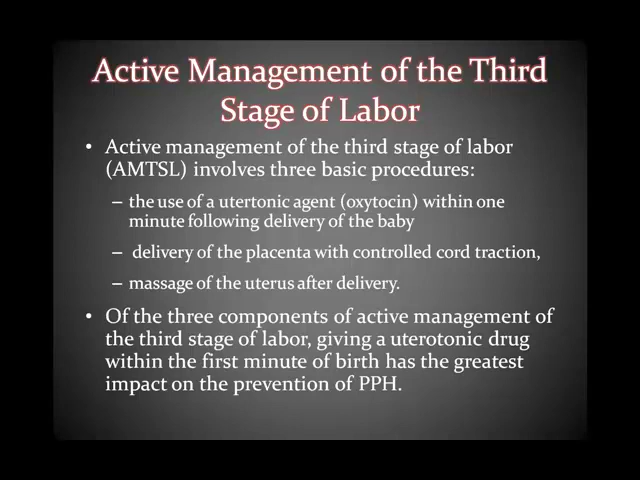 Active Management of the Third
Stage of Labor
• Active management of the third stage of labor
(AMTSL) involves three basic procedures:
– the use of a utertonic agent (oxytocin) within one
minute following delivery of the baby
– delivery of the placenta with controlled cord traction,
– massage of the uterus after delivery.
• Of the three components of active management of
the third stage of labor, giving a uterotonic drug
within the first minute of birth has the greatest
impact on the prevention of PPH.